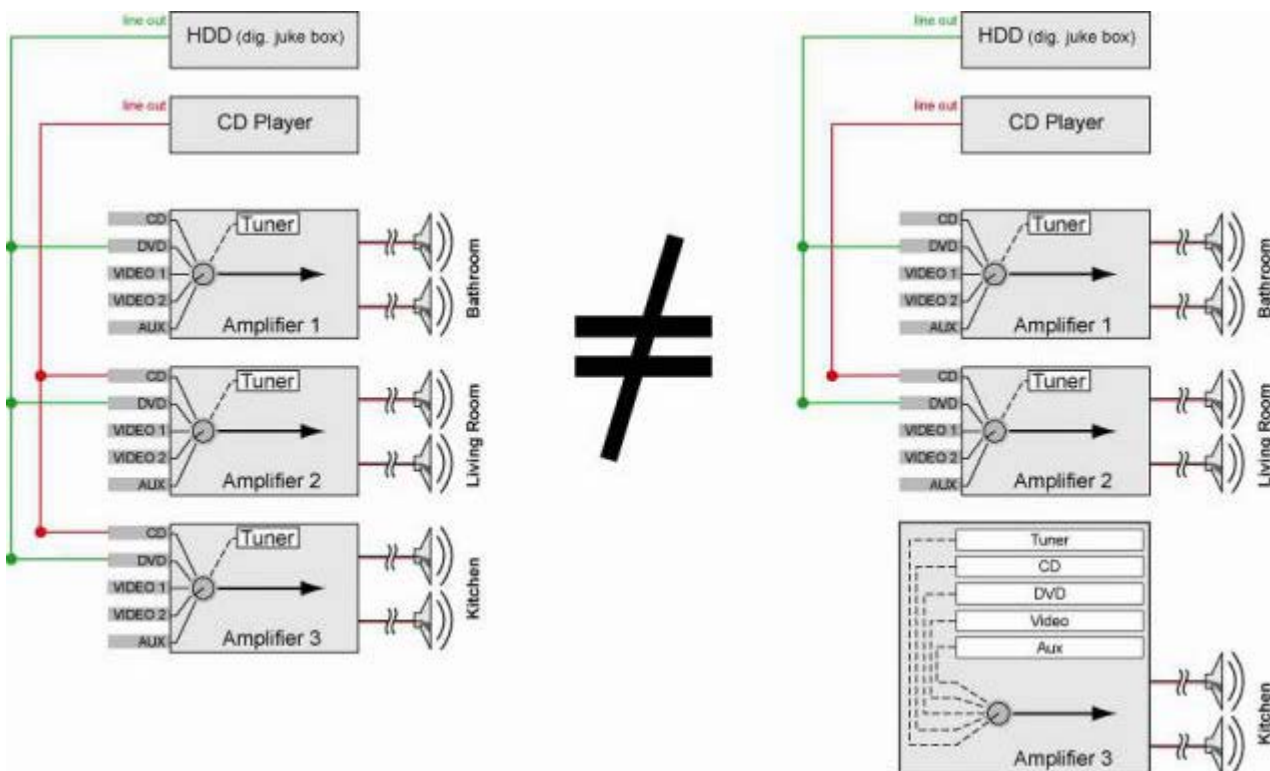 line out
HDD (dig. juke box)
line out
CD Player
CD
Tuner
DVD
VIDEO 1
VIDEO 2
AUX
Amplifier 1
Bathroom
CD
Tuner
DVD
VIDEO 1
VIDEO 2
AUX
Amplifier 2
Living Room
CD
Tuner
DVD
VIDEO 1
VIDEO 2
AUX
Amplifier 3
Kitchen
≠
line out
HDD (dig. juke box)
line out
CD Player
CD
Tuner
DVD
VIDEO 1
VIDEO 2
AUX
Amplifier 1
Bathroom
CD
Tuner
DVD
VIDEO 1
VIDEO 2
AUX
Amplifier 2
Living Room
Tuner
CD
DVD
Video
Aux
Amplifier 3
Kitchen